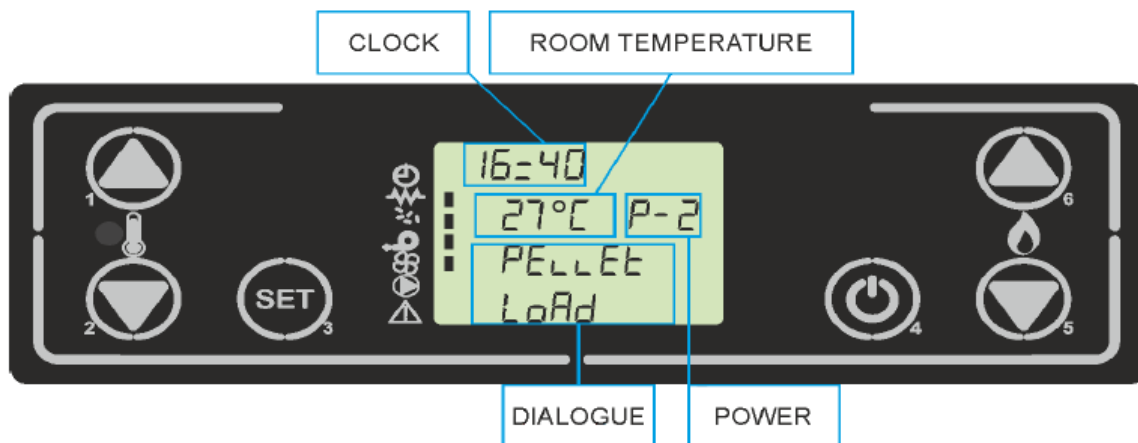 CLOCK ROOM TEMPERATURE
16:40
27°C P-2
PELLET
LOAD
1 6
SET
2 3 4 5
DIALOGUE POWER